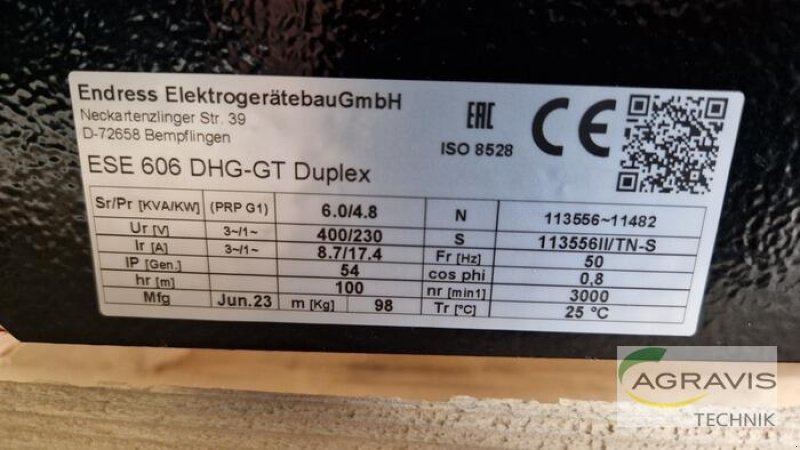 Endress ElektrogerätebauGmbH
Neckartenzlinger Str. 39
D-72658 Bempflingen
EAC
CE
ISO 8528
ESE 606 DHG-GT Duplex
Sr/Pr [KVA/KW] (PRP G1) 6.0/4.8 N 113556~11482
Ur [V] 3~/1~ 400/230 S 113556II/TN-S
Ir [A] 3~/1~ 8.7/17.4 Fr [Hz] 50
IP [Gen.] 54 cos phi 0,8
hr [m] 100 nr [min1] 3000
Mfg Jun.23 m [Kg] 98 Tr [°C] 25 °C
AGRAVIS
TECHNIK